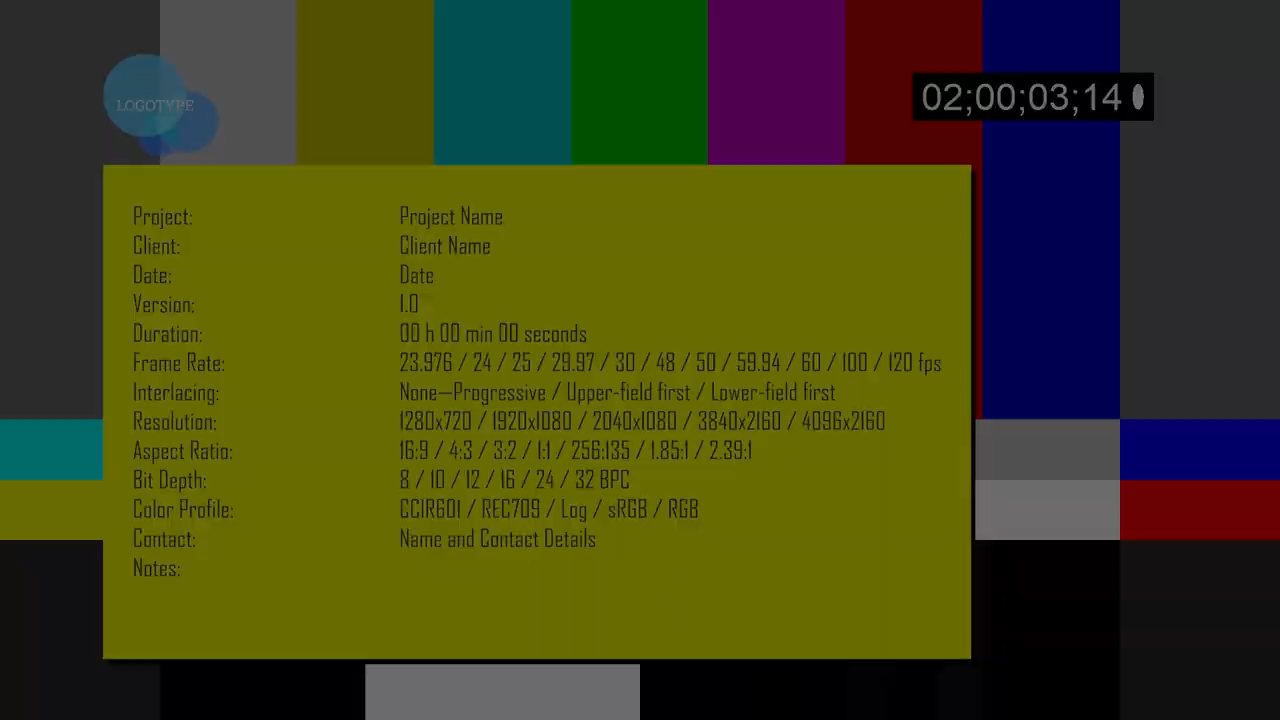 LOGOTYPE
02;00;03;14
Project: Project Name
Client: Client Name
Date: Date
Version: 1.0
Duration: 00 h 00 min 00 seconds
Frame Rate: 23.976 / 24 / 25 / 29.97 / 30 / 48 / 50 / 59.94 / 60 / 100 / 120 fps
Interlacing: None—Progressive / Upper-field first / Lower-field first
Resolution: 1280x720 / 1920x1080 / 2040x1080 / 3840x2160 / 4096x2160
Aspect Ratio: 16:9 / 4:3 / 3:2 / 1:1 / 256:135 / 1.85:1 / 2.39:1
Bit Depth: 8 / 10 / 12 / 16 / 24 / 32 BPC
Color Profile: CCIR601 / REC709 / Log / sRGB / RGB
Contact: Name and Contact Details
Notes: